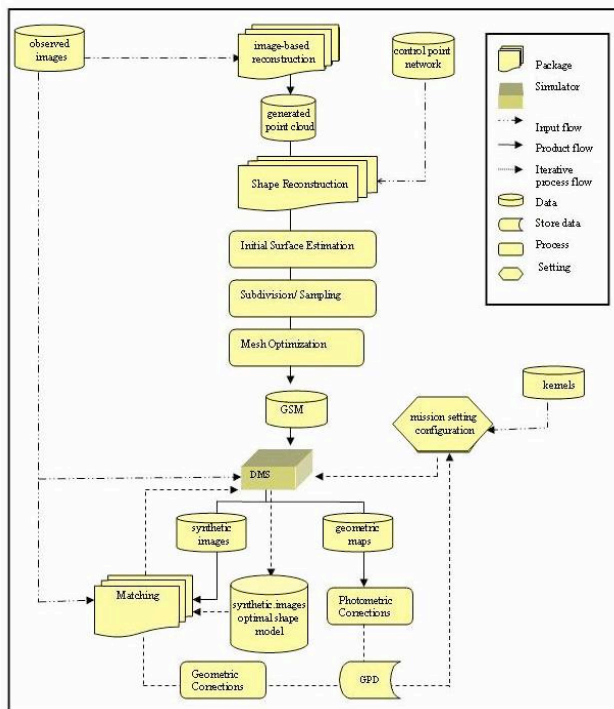 observed
images
image-based
reconstruction
control point
network
generated
point cloud
Shape Reconstruction
Initial Surface Estimation
Subdivision/ Sampling
Mesh Optimization
GSM
kernels
mission setting
configuration
DMS
synthetic
images
geometric
maps
Matching
synthetic.images
optimal shape
model
Photometric
Corrections
Geometric
Corrections
GPD
Package
Simulator
Input flow
Product flow
Iterative
process flow
Data
Store data
Process
Setting